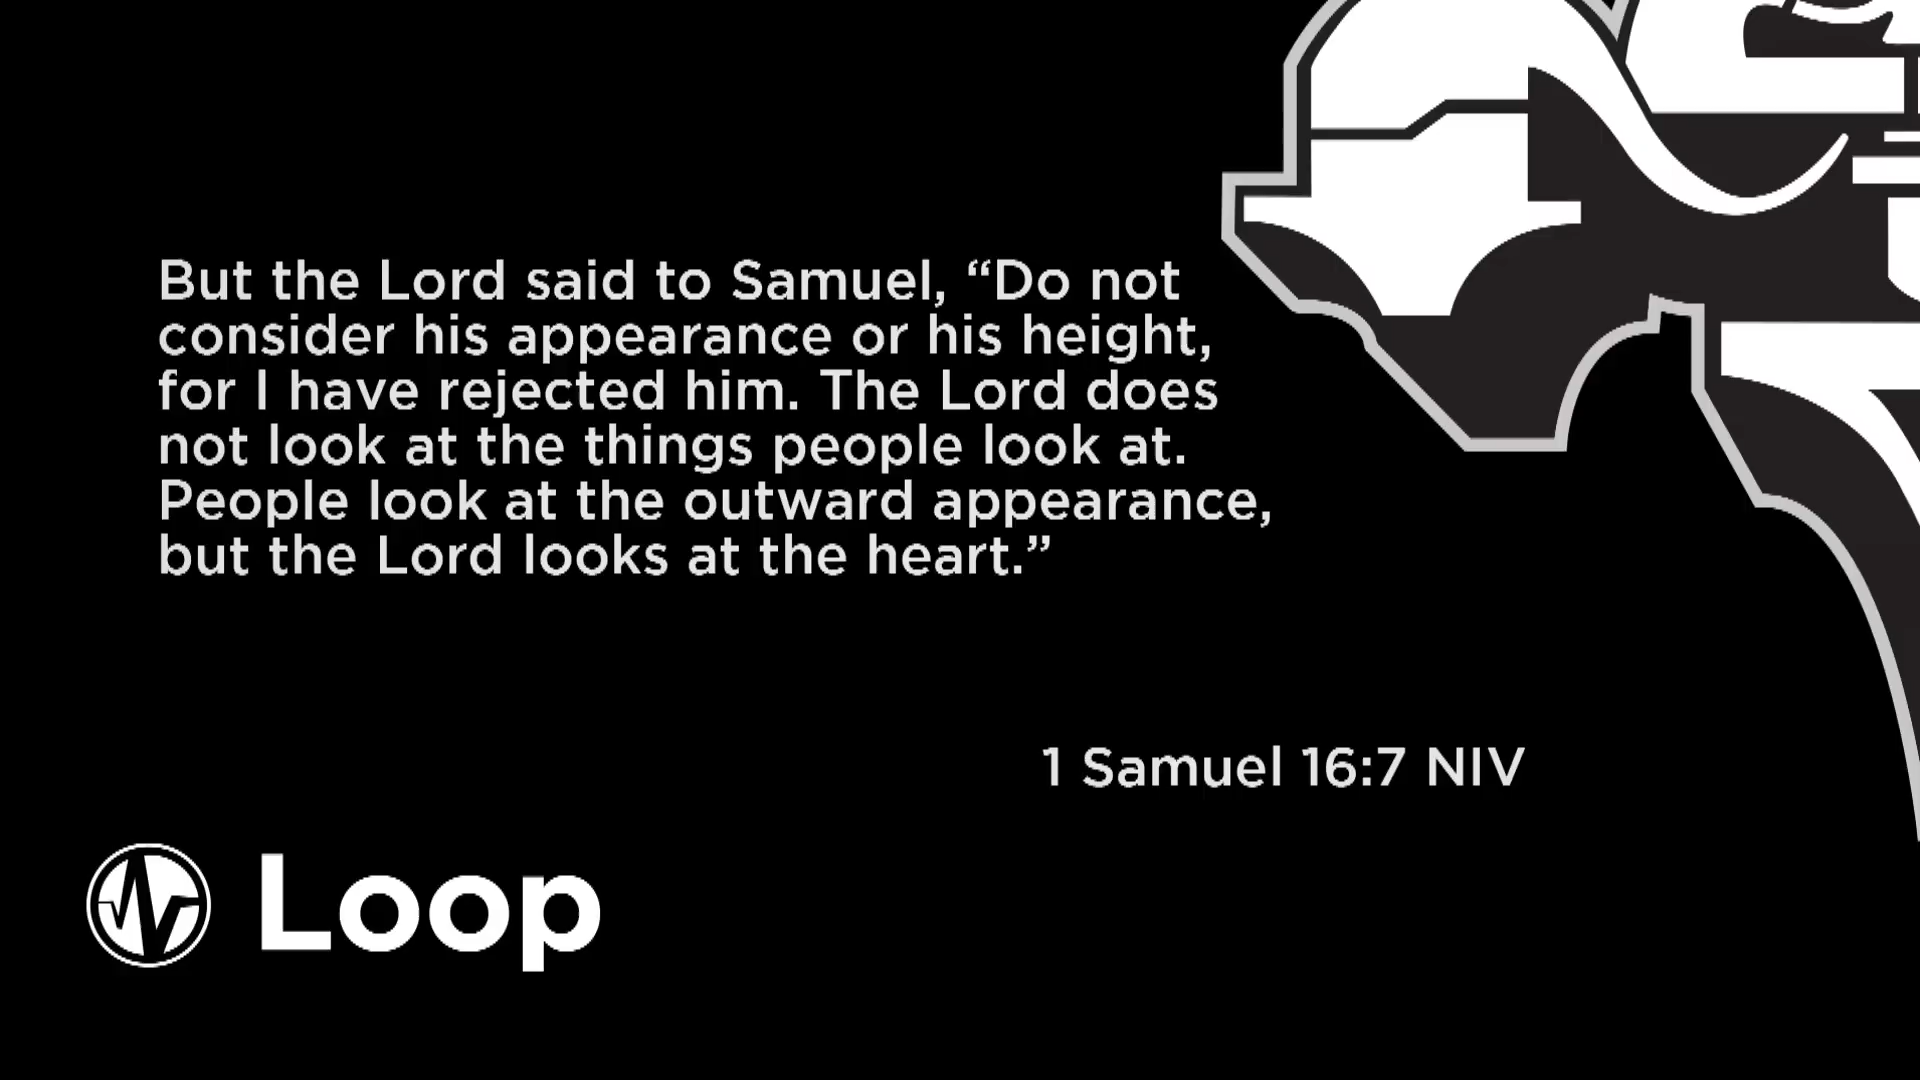 But the Lord said to Samuel, “Do not
consider his appearance or his height,
for I have rejected him. The Lord does
not look at the things people look at.
People look at the outward appearance,
but the Lord looks at the heart.”
1 Samuel 16:7 NIV
Loop